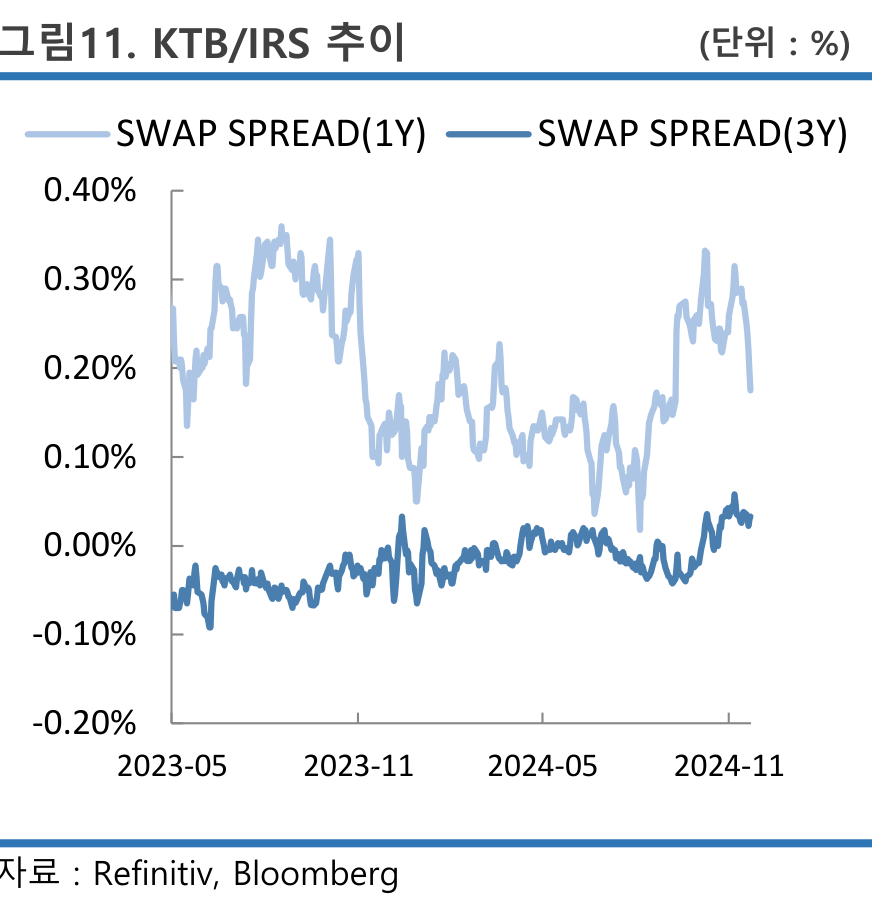 그림11. KTB/IRS 추이 (단위 : %)
SWAP SPREAD(1Y) SWAP SPREAD(3Y)
0.40%
0.30%
0.20%
0.10%
0.00%
-0.10%
-0.20%
2023-05 2023-11 2024-05 2024-11
자료 : Refinitiv, Bloomberg